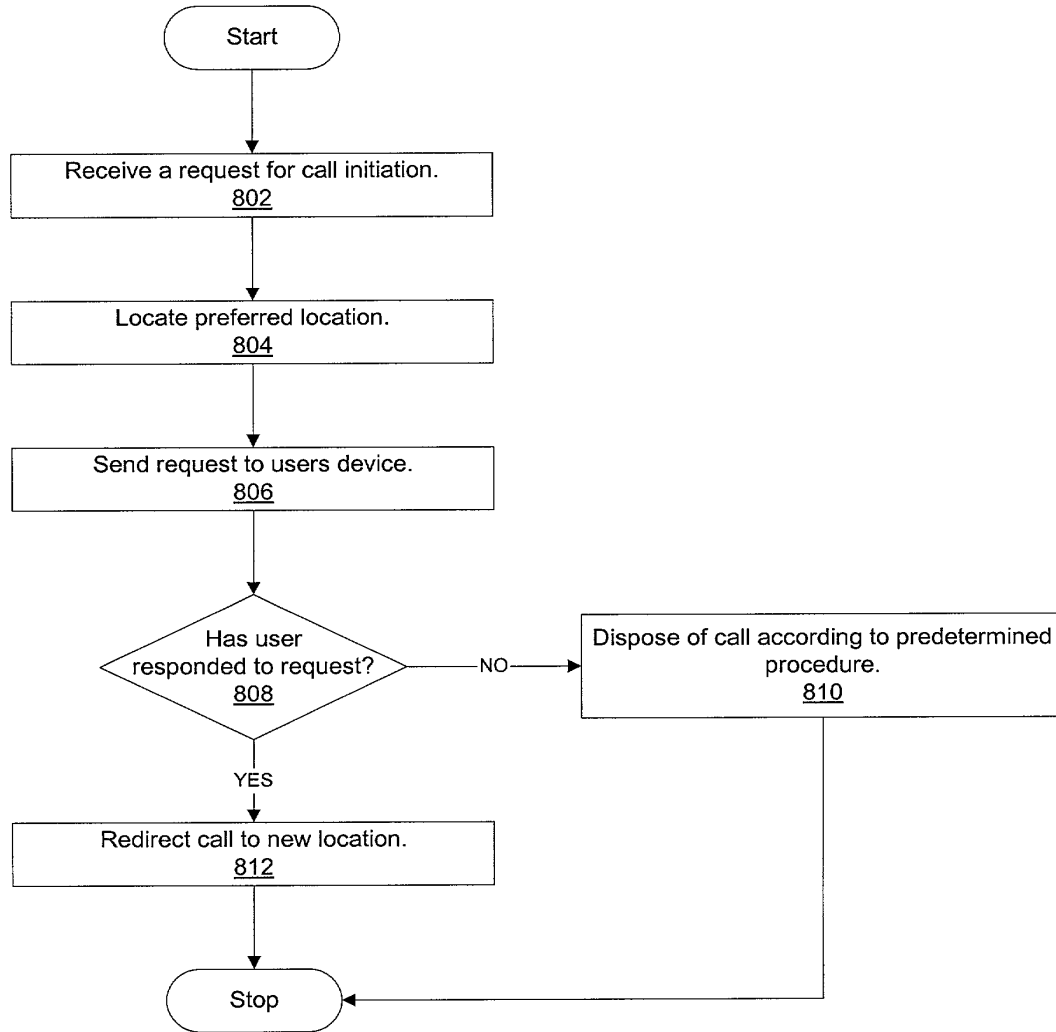 Start
Receive a request for call initiation.
802
Locate preferred location.
804
Send request to users device.
806
Has user
responded to request?
808
NO
Dispose of call according to predetermined
procedure.
810
YES
Redirect call to new location.
812
Stop